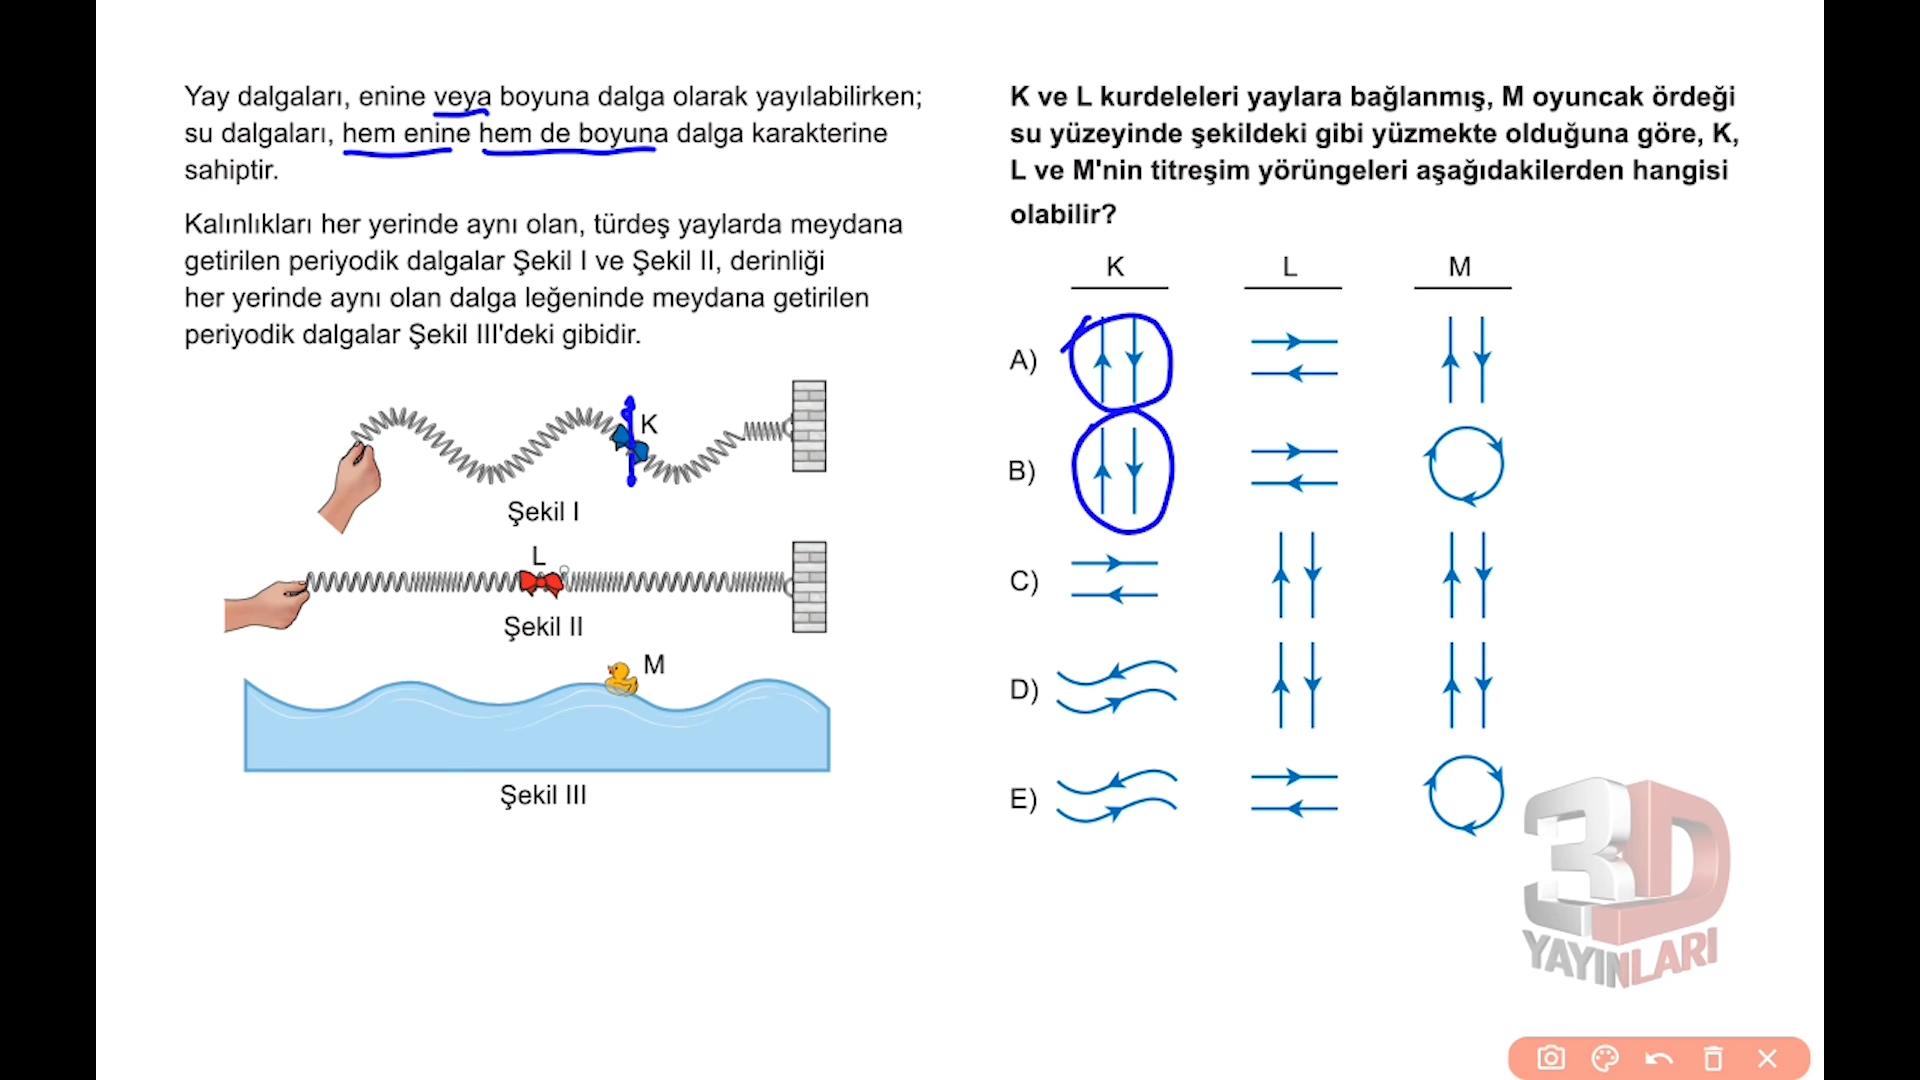 Yay dalgaları, enine veya boyuna dalga olarak yayılabilirken;
su dalgaları, hem enine hem de boyuna dalga karakterine
sahiptir.
Kalınlıkları her yerinde aynı olan, türdeş yaylarda meydana
getirilen periyodik dalgalar Şekil I ve Şekil II, derinliği
her yerinde aynı olan dalga leğeninde meydana getirilen
periyodik dalgalar Şekil III'deki gibidir.
K
Şekil I
L
Şekil II
M
Şekil III
K ve L kurdeleleri yaylara bağlanmış, M oyuncak ördeği
su yüzeyinde şekildeki gibi yüzmekte olduğuna göre, K,
L ve M'nin titreşim yörüngeleri aşağıdakilerden hangisi
olabilir?
K L M
A)
B)
C)
D)
E)
3D
YAYINLARI